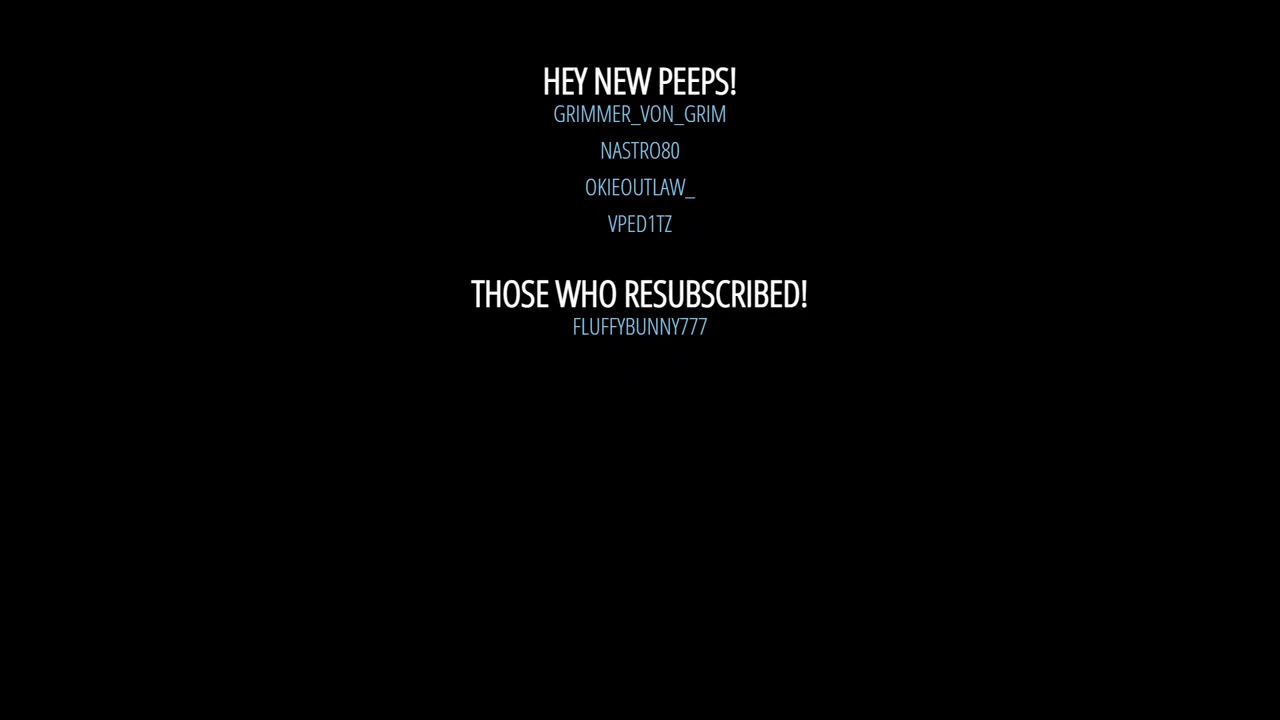 HEY NEW PEEPS!
GRIMMER_VON_GRIM
NASTRO80
OKIEOUTLAW_
VPED1TZ
THOSE WHO RESUBSCRIBED!
FLUFFYBUNNY777